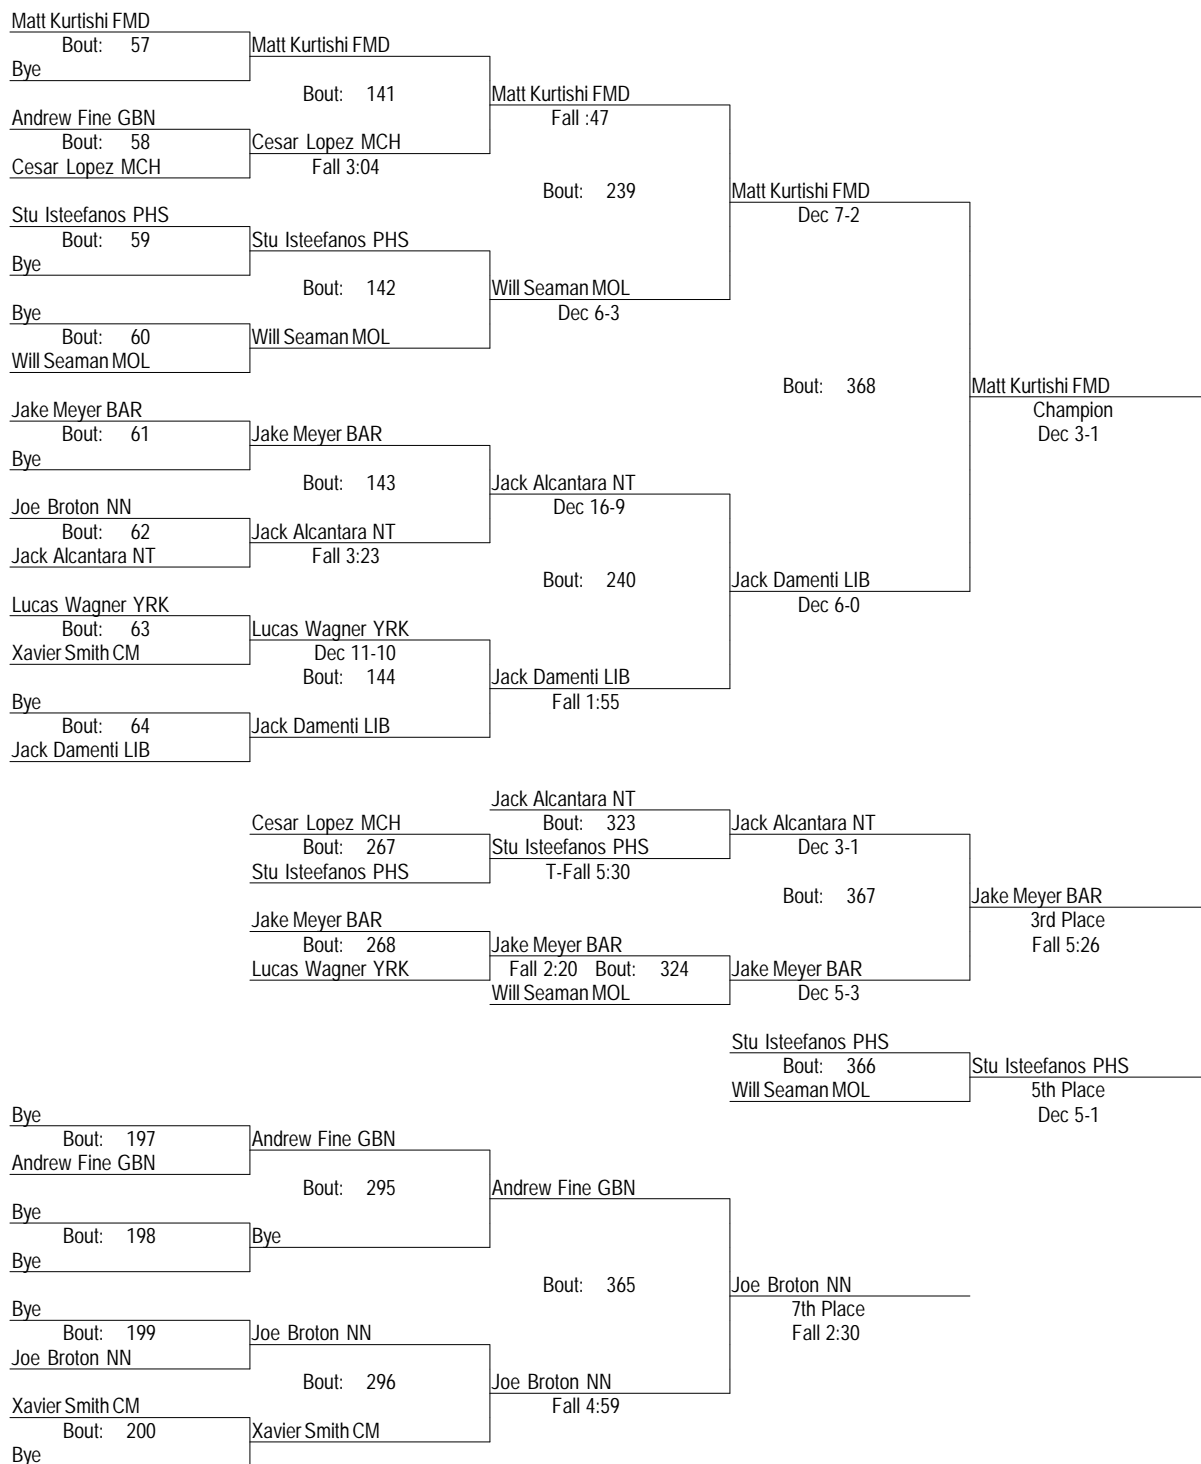 Matt Kurtishi FMD
Bout: 57 Matt Kurtishi FMD
Bye
Bout: 141 Matt Kurtishi FMD
Andrew Fine GBN Fall :47
Bout: 58 Cesar Lopez MCH
Cesar Lopez MCH Fall 3:04
Bout: 239 Matt Kurtishi FMD
Stu Isteefanos PHS Dec 7-2
Bout: 59 Stu Isteefanos PHS
Bye
Bout: 142 Will Seaman MOL
Bye Dec 6-3
Bout: 60 Will Seaman MOL
Will Seaman MOL
Bout: 368 Matt Kurtishi FMD
Jake Meyer BAR Champion
Bout: 61 Jake Meyer BAR Dec 3-1
Bye
Bout: 143 Jack Alcantara NT
Joe Broton NN Dec 16-9
Bout: 62 Jack Alcantara NT
Jack Alcantara NT Fall 3:23
Bout: 240 Jack Damenti LIB
Lucas Wagner YRK Dec 6-0
Bout: 63 Lucas Wagner YRK
Xavier Smith CM Dec 11-10
Bout: 144 Jack Damenti LIB
Bye Fall 1:55
Bout: 64 Jack Damenti LIB
Jack Damenti LIB
Jack Alcantara NT
Cesar Lopez MCH Bout: 323 Jack Alcantara NT
Bout: 267 Stu Isteefanos PHS Dec 3-1
Stu Isteefanos PHS T-Fall 5:30
Bout: 367 Jake Meyer BAR
Jake Meyer BAR 3rd Place
Bout: 268 Jake Meyer BAR Fall 5:26
Lucas Wagner YRK Fall 2:20 Bout: 324 Jake Meyer BAR
Will Seaman MOL Dec 5-3
Stu Isteefanos PHS
Bout: 366 Stu Isteefanos PHS
Will Seaman MOL 5th Place
Bye Dec 5-1
Bout: 197 Andrew Fine GBN
Andrew Fine GBN
Bout: 295 Andrew Fine GBN
Bye
Bout: 198 Bye
Bye
Bout: 365 Joe Broton NN
Bye 7th Place
Bout: 199 Joe Broton NN Fall 2:30
Joe Broton NN
Bout: 296 Joe Broton NN
Xavier Smith CM Fall 4:59
Bout: 200 Xavier Smith CM
Bye